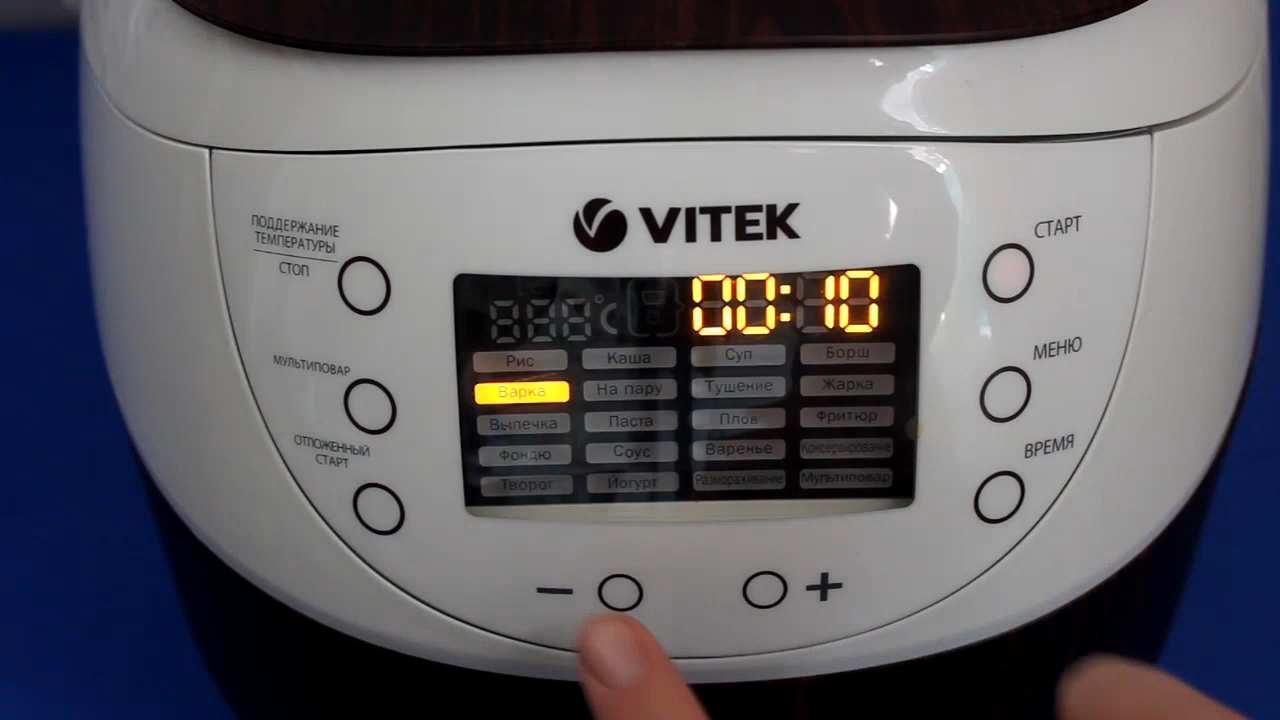 ПОДДЕРЖАНИЕ
ТЕМПЕРАТУРЫ
СТОП
МУЛЬТИПОВАР
ОТЛОЖЕННЫЙ
СТАРТ
VITEK
00:10
°C
Рис Каша Суп Борщ
Варка На пару Тушение Жарка
Выпечка Паста Плов Фритюр
Фондю Соус Варенье Консервирование
Творог Йогурт Размораживание Мультиповар
СТАРТ
МЕНЮ
ВРЕМЯ
− +